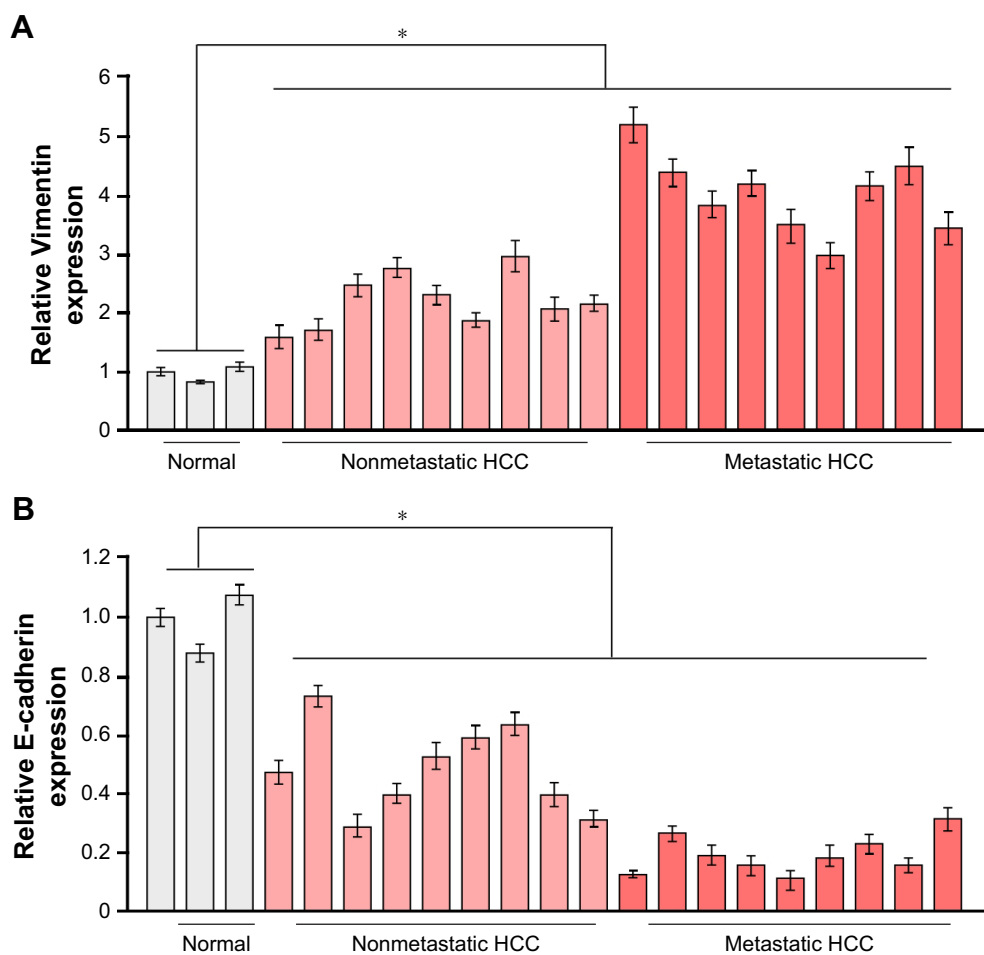 A
*
Relative Vimentin
expression
6
5
4
3
2
1
0
Normal
Nonmetastatic HCC
Metastatic HCC
B
*
Relative E-cadherin
expression
1.2
1.0
0.8
0.6
0.4
0.2
0
Normal
Nonmetastatic HCC
Metastatic HCC